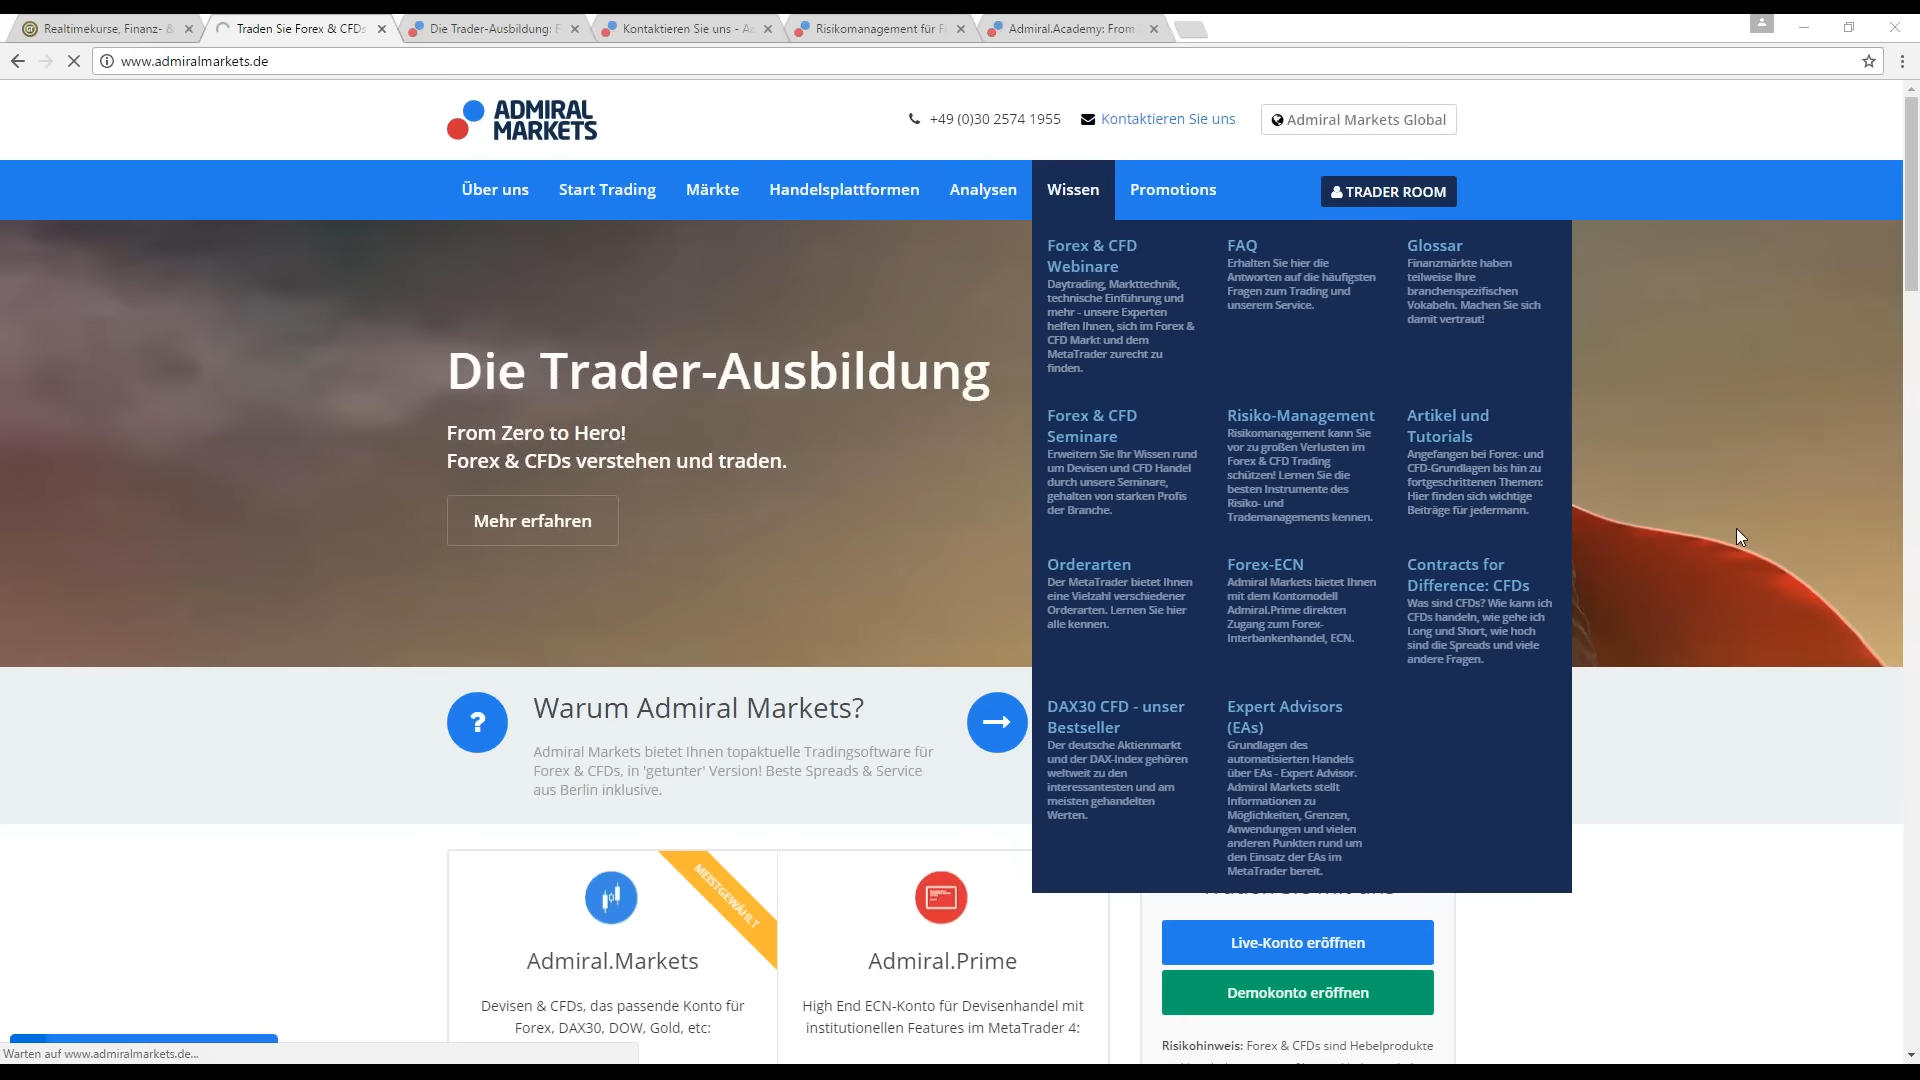 Realtimekurse, Finanz- &
Traden Sie Forex & CFDs
Die Trader-Ausbildung: F
Kontaktieren Sie uns - A
Risikomanagement für F
Admiral.Academy: From
www.admiralmarkets.de
ADMIRAL
MARKETS
+49 (0)30 2574 1955
Kontaktieren Sie uns
Admiral Markets Global
Über uns
Start Trading
Märkte
Handelsplattformen
Analysen
Wissen
Promotions
TRADER ROOM
Die Trader-Ausbildung
From Zero to Hero!
Forex & CFDs verstehen und traden.
Mehr erfahren
Forex & CFD
Webinare
Daytrading, Markttechnik,
technische Einführung und
mehr - unsere Experten
helfen Ihnen, sich im Forex &
CFD Markt und dem
MetaTrader zurecht zu
finden.
FAQ
Erhalten Sie hier die
Antworten auf die häufigsten
Fragen zum Trading und
unserem Service.
Glossar
Finanzmärkte haben
teilweise Ihre
branchenspezifischen
Vokabeln. Machen Sie sich
damit vertraut!
Forex & CFD
Seminare
Erweitern Sie Ihr Wissen rund
um Devisen und CFD Handel
durch unsere Seminare,
gehalten von starken Profis
der Branche.
Risiko-Management
Risikomanagement kann Sie
vor zu großen Verlusten im
Forex & CFD Trading
schützen! Lernen Sie die
besten Instrumente des
Risiko- und
Trademanagements kennen.
Artikel und
Tutorials
Angefangen bei Forex- und
CFD-Grundlagen bis hin zu
fortgeschrittenen Themen:
Hier finden sich wichtige
Beiträge für jedermann.
Orderarten
Der MetaTrader bietet Ihnen
eine Vielzahl verschiedener
Orderarten. Lernen Sie hier
alle kennen.
Forex-ECN
Admiral Markets bietet Ihnen
mit dem Kontomodell
Admiral.Prime direkten
Zugang zum Forex-
Interbankenhandel, ECN.
Contracts for
Difference: CFDs
Was sind CFDs? Wie kann ich
CFDs handeln, wie gehe ich
Long und Short, wie hoch
sind die Spreads und viele
andere Fragen.
DAX30 CFD - unser
Bestseller
Der deutsche Aktienmarkt
und der DAX-Index gehören
weltweit zu den
interessantesten und am
meisten gehandelten
Werten.
Expert Advisors
(EAs)
Grundlagen des
automatisierten Handels
über EAs - Expert Advisor.
Admiral Markets stellt
Informationen zu
Möglichkeiten, Grenzen,
Anwendungen und vielen
anderen Punkten rund um
den Einsatz der EAs im
MetaTrader bereit.
Warum Admiral Markets?
Admiral Markets bietet Ihnen topaktuelle Tradingsoftware für
Forex & CFDs, in 'getunter' Version! Beste Spreads & Service
aus Berlin inklusive.
MEISTGEWÄHLT
Admiral.Markets
Devisen & CFDs, das passende Konto für
Forex, DAX30, DOW, Gold, etc:
Admiral.Prime
High End ECN-Konto für Devisenhandel mit
institutionellen Features im MetaTrader 4:
Live-Konto eröffnen
Demokonto eröffnen
Risikohinweis: Forex & CFDs sind Hebelprodukte
Warten auf www.admiralmarkets.de...